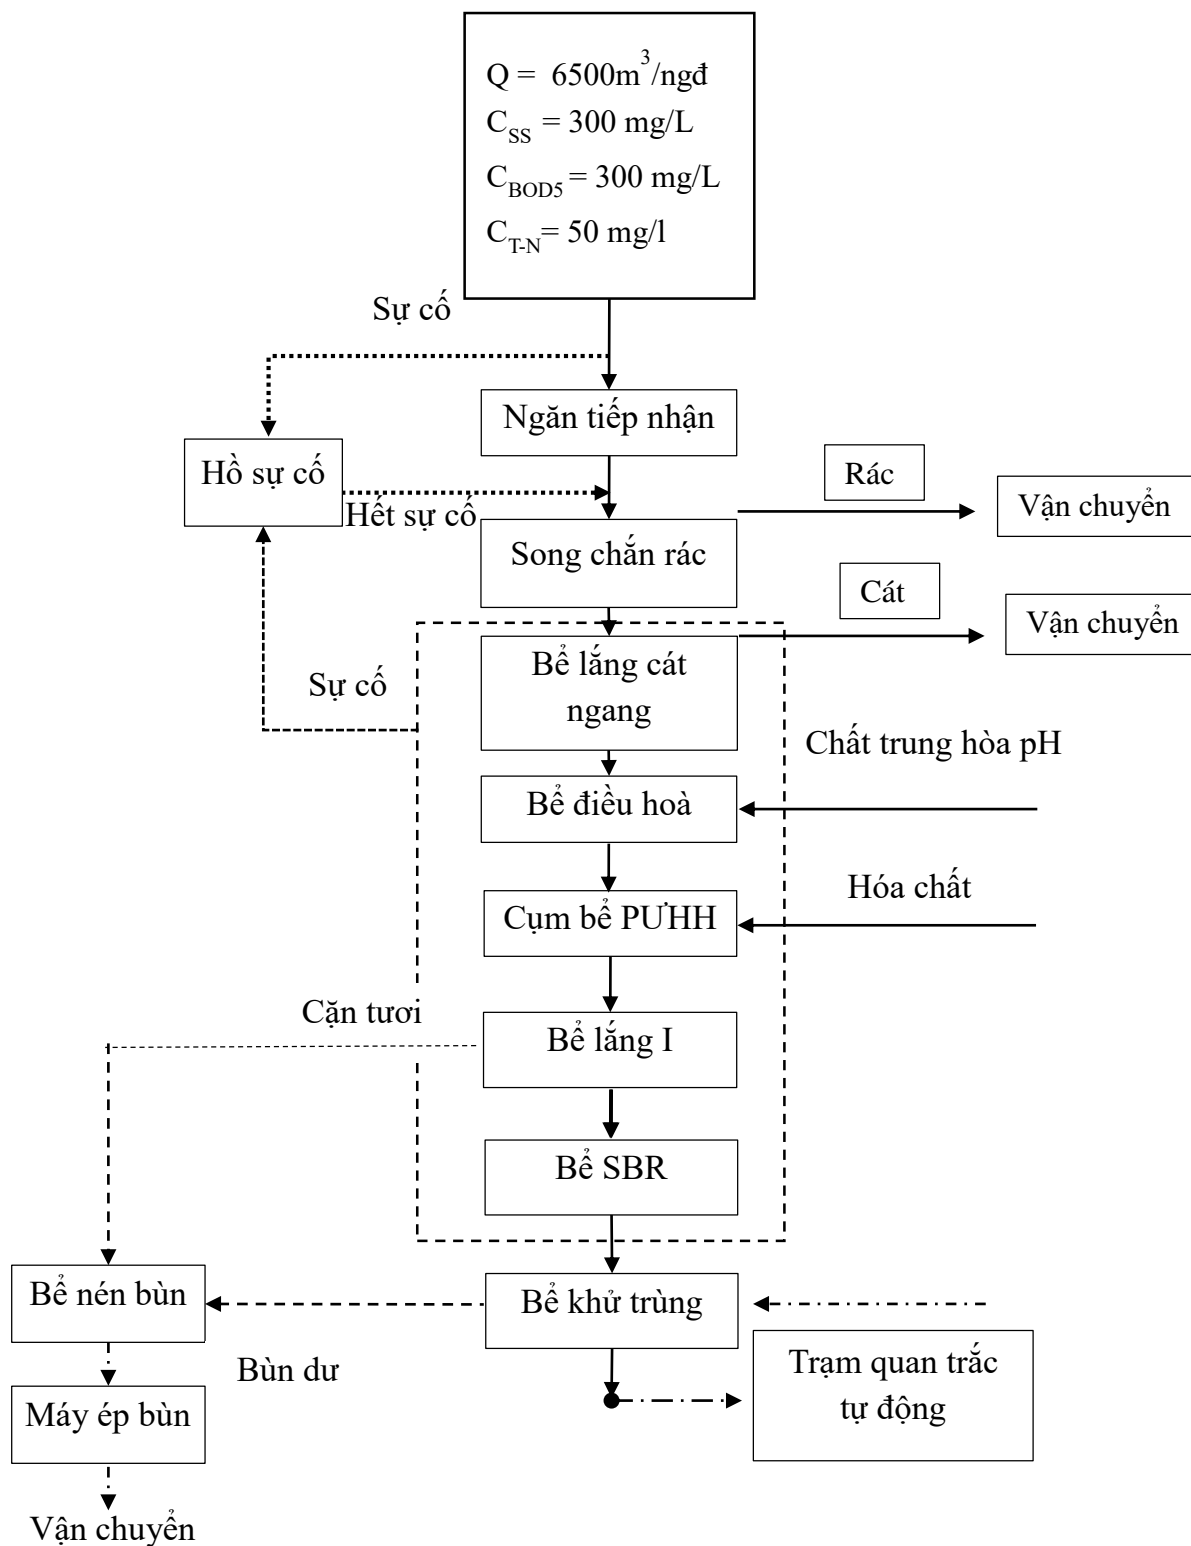 Q = 6500m³/ngđ
C_SS = 300 mg/L
C_BOD5 = 300 mg/L
C_T-N = 50 mg/l
Sự cố
Ngăn tiếp nhận
Hồ sự cố
Hết sự cố
Rác
Vận chuyển
Song chắn rác
Cát
Vận chuyển
Bể lắng cát
ngang
Sự cố
Chất trung hòa pH
Bể điều hoà
Hóa chất
Cụm bể PƯHH
Cặn tươi
Bể lắng I
Bể SBR
Bể nén bùn
Bể khử trùng
Bùn dư
Trạm quan trắc
tự động
Máy ép bùn
Vận chuyển